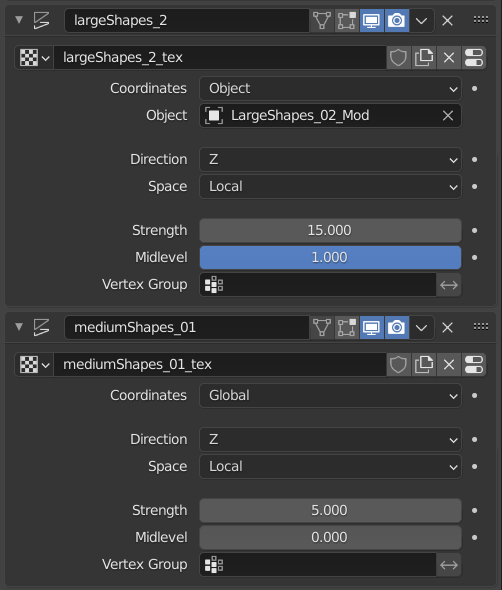 largeShapes_2
largeShapes_2_tex
Coordinates Object
Object LargeShapes_02_Mod
Direction Z
Space Local
Strength 15.000
Midlevel 1.000
Vertex Group
mediumShapes_01
mediumShapes_01_tex
Coordinates Global
Direction Z
Space Local
Strength 5.000
Midlevel 0.000
Vertex Group